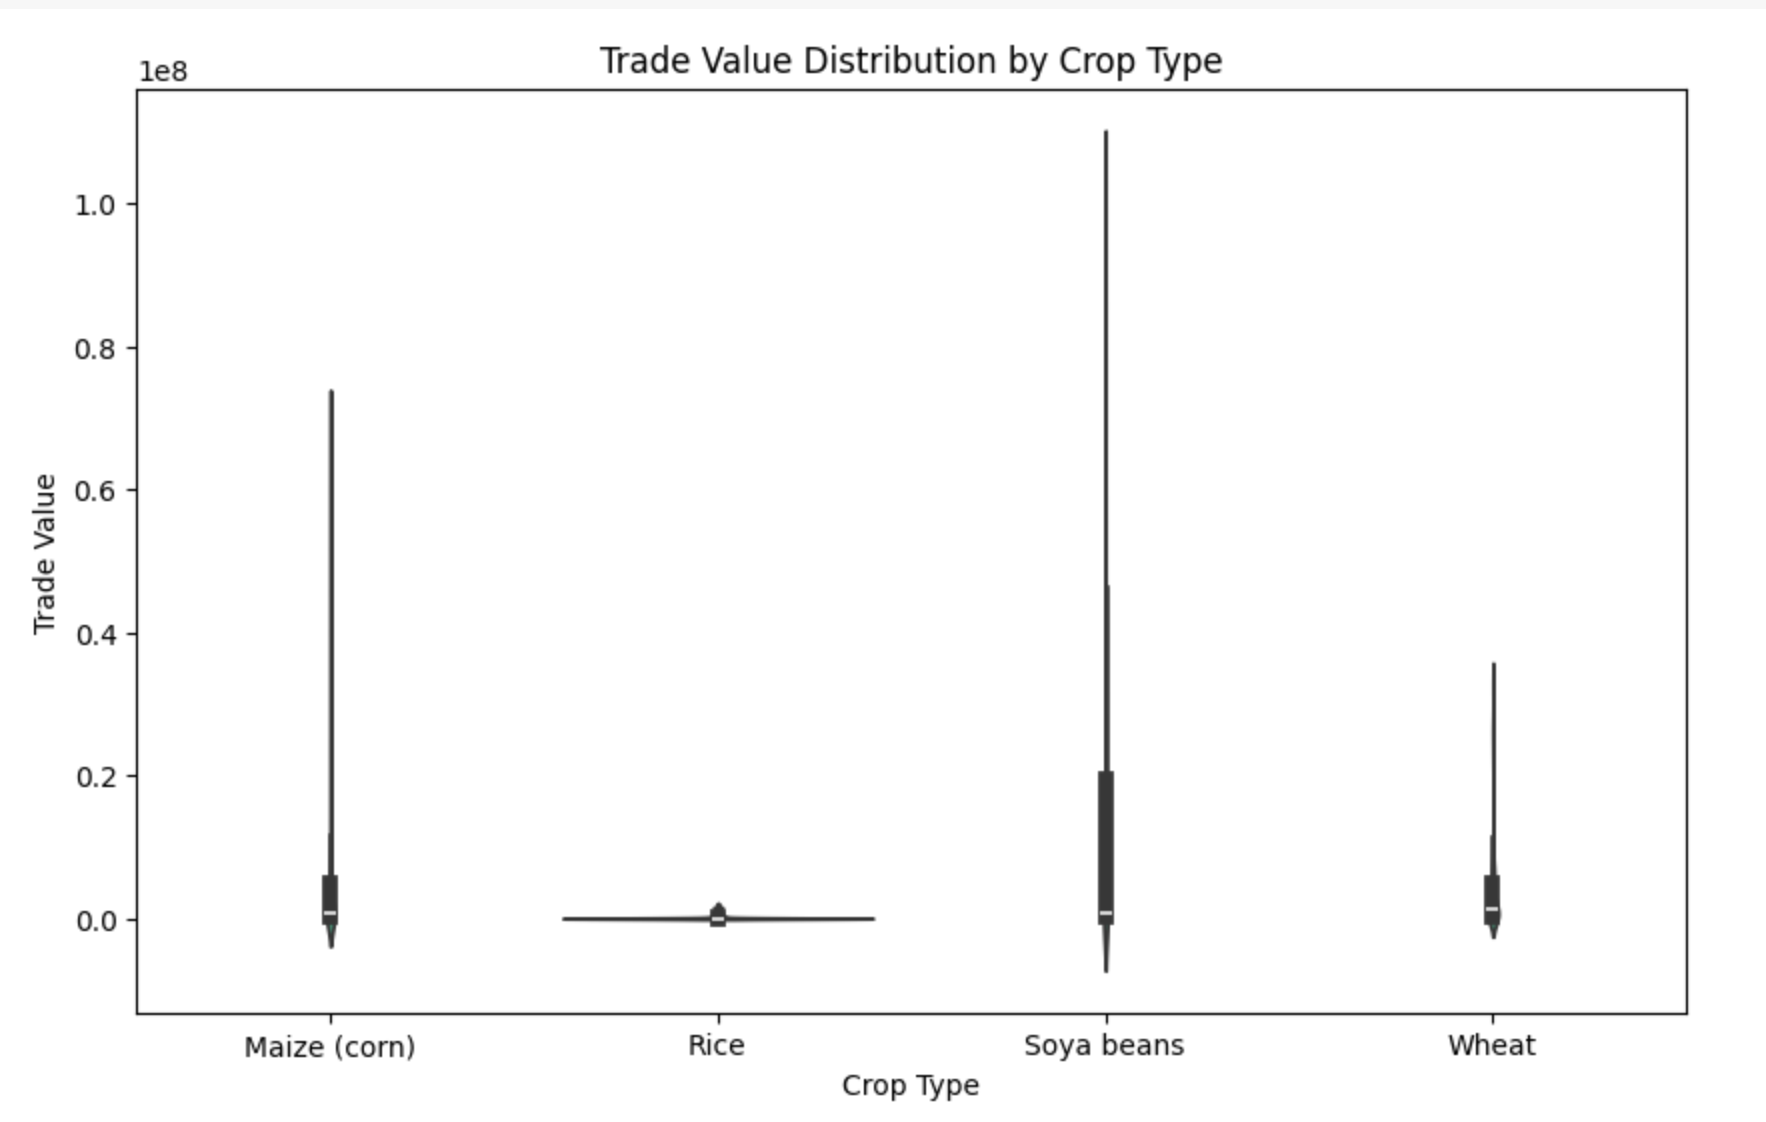 Trade Value Distribution by Crop Type
1e8
1.0
0.8
0.6
0.4
0.2
0.0
Trade Value
Maize (corn) Rice Soya beans Wheat
Crop Type